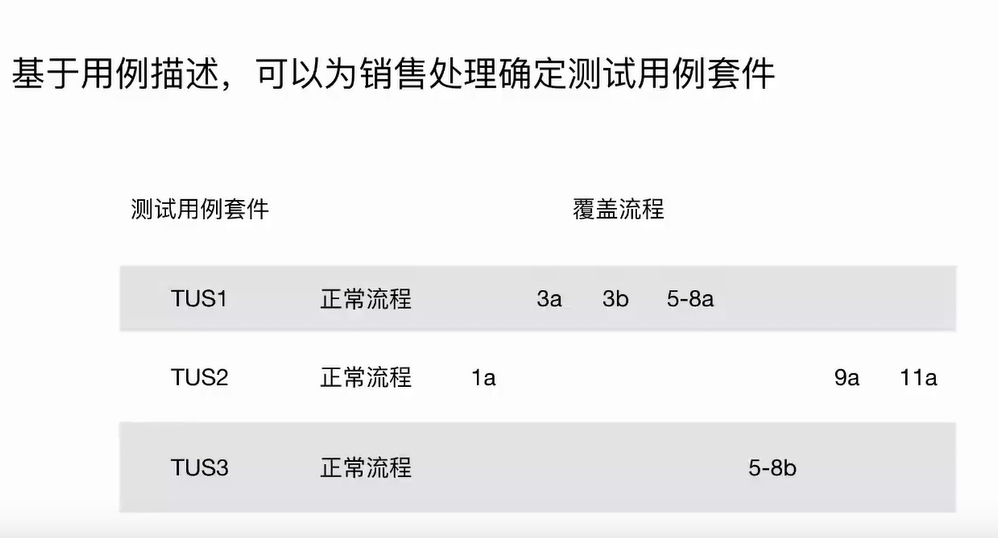 基于用例描述，可以为销售处理确定测试用例套件
测试用例套件 覆盖流程
TUS1 正常流程 3a 3b 5-8a
TUS2 正常流程 1a 9a 11a
TUS3 正常流程 5-8b